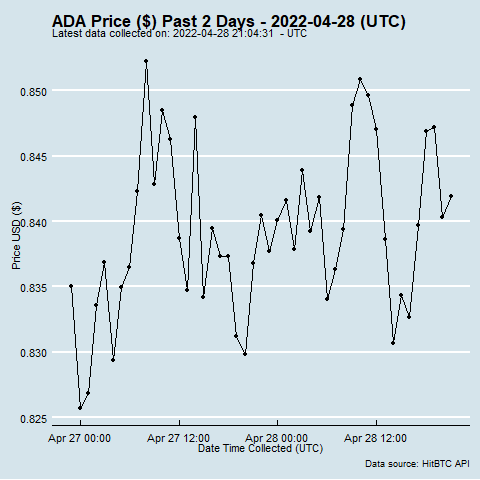 ADA Price ($) Past 2 Days - 2022-04-28 (UTC)
Latest data collected on: 2022-04-28 21:04:31 - UTC
0.850
0.845
0.840
0.835
0.830
0.825
Price USD ($)
Apr 27 00:00 Apr 27 12:00 Apr 28 00:00 Apr 28 12:00
Date Time Collected (UTC)
Data source: HitBTC API